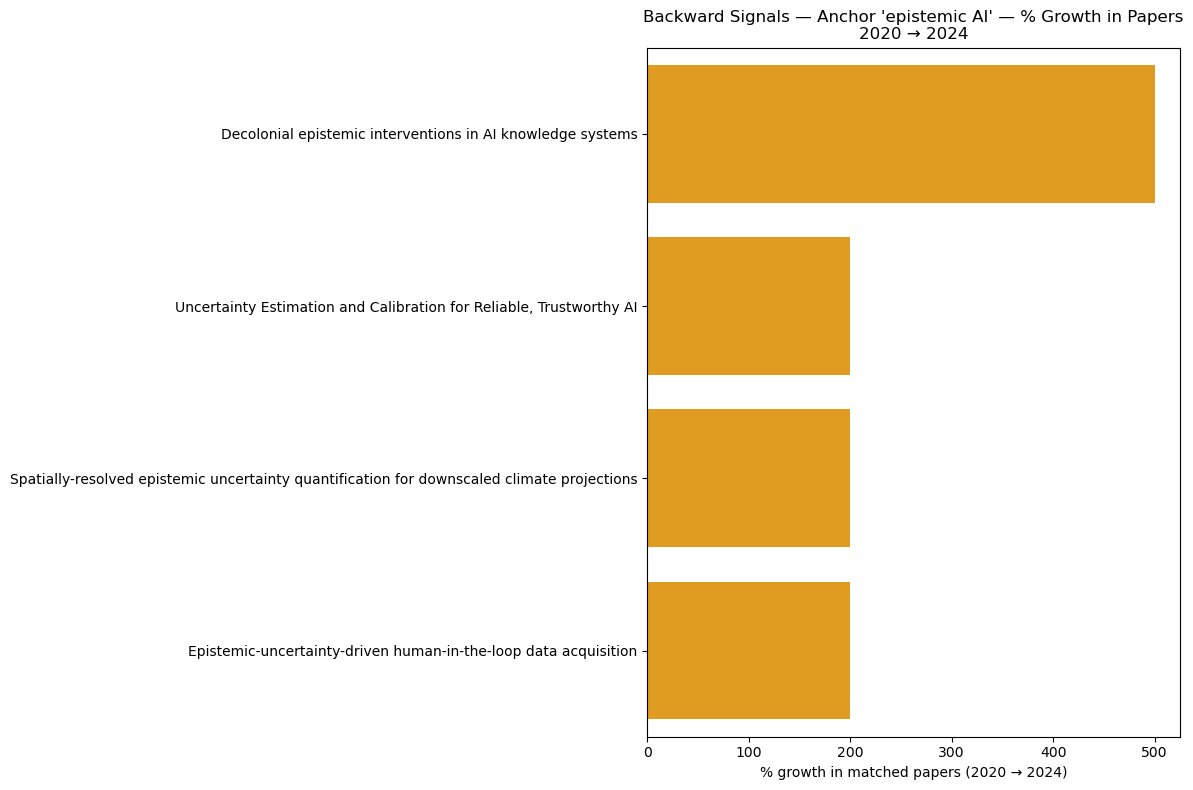 Backward Signals — Anchor 'epistemic AI' — % Growth in Papers
2020 → 2024
Decolonial epistemic interventions in AI knowledge systems
Uncertainty Estimation and Calibration for Reliable, Trustworthy AI
Spatially-resolved epistemic uncertainty quantification for downscaled climate projections
Epistemic-uncertainty-driven human-in-the-loop data acquisition
0 100 200 300 400 500
% growth in matched papers (2020 → 2024)